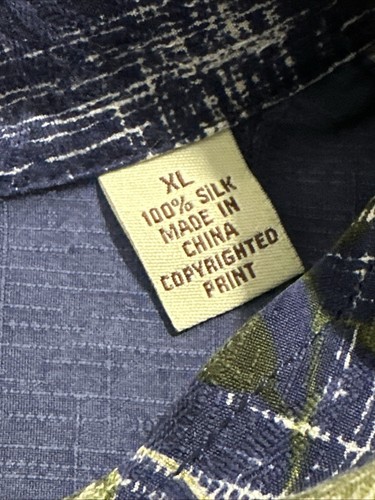 XL
100% SILK
MADE IN
CHINA
COPYRIGHTED
PRINT